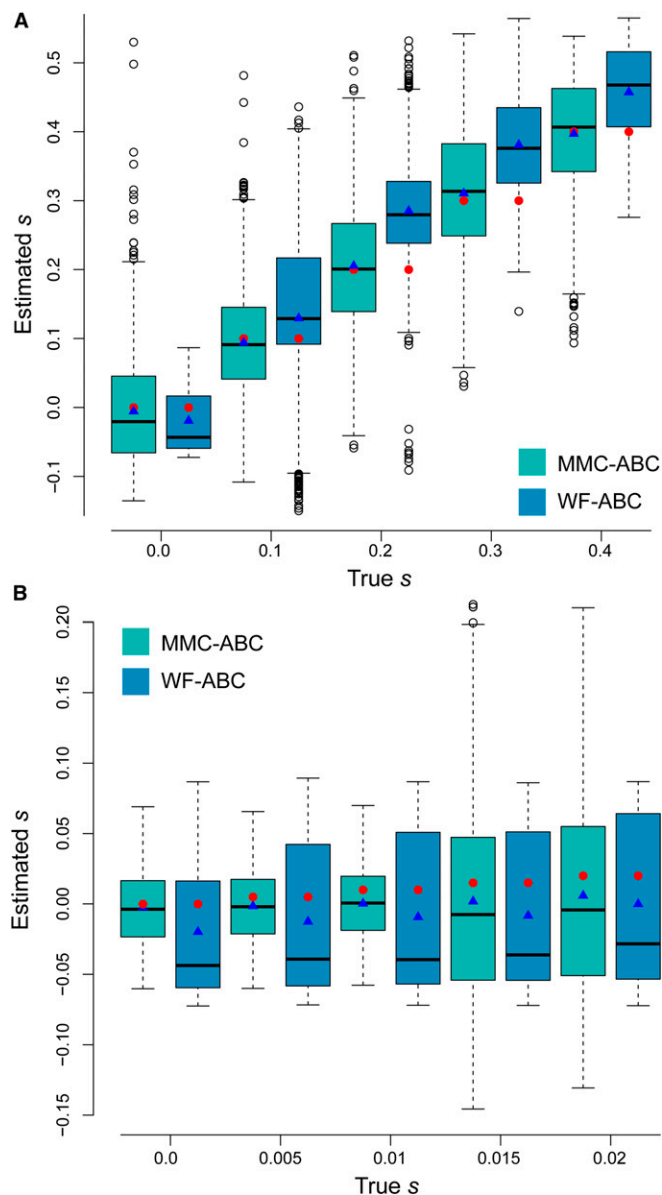 A
Estimated s
0.5
0.4
0.3
0.2
0.1
0.0
−0.1
MMC-ABC
WF-ABC
0.0 0.1 0.2 0.3 0.4
True s
B
MMC-ABC
WF-ABC
Estimated s
0.20
0.15
0.10
0.05
0.00
−0.05
−0.10
−0.15
0.0 0.005 0.01 0.015 0.02
True s